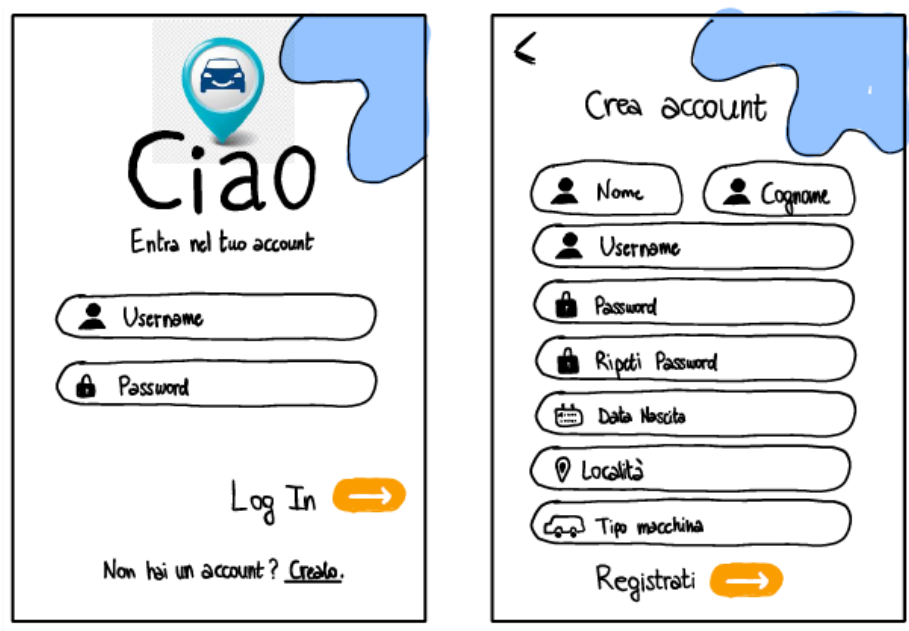 Ciao
Entra nel tuo account
Username
Password
Log In
Non hai un account? Crealo.
Crea account
Nome
Cognome
Username
Password
Ripeti Password
Data Nascita
Località
Tipo macchina
Registrati